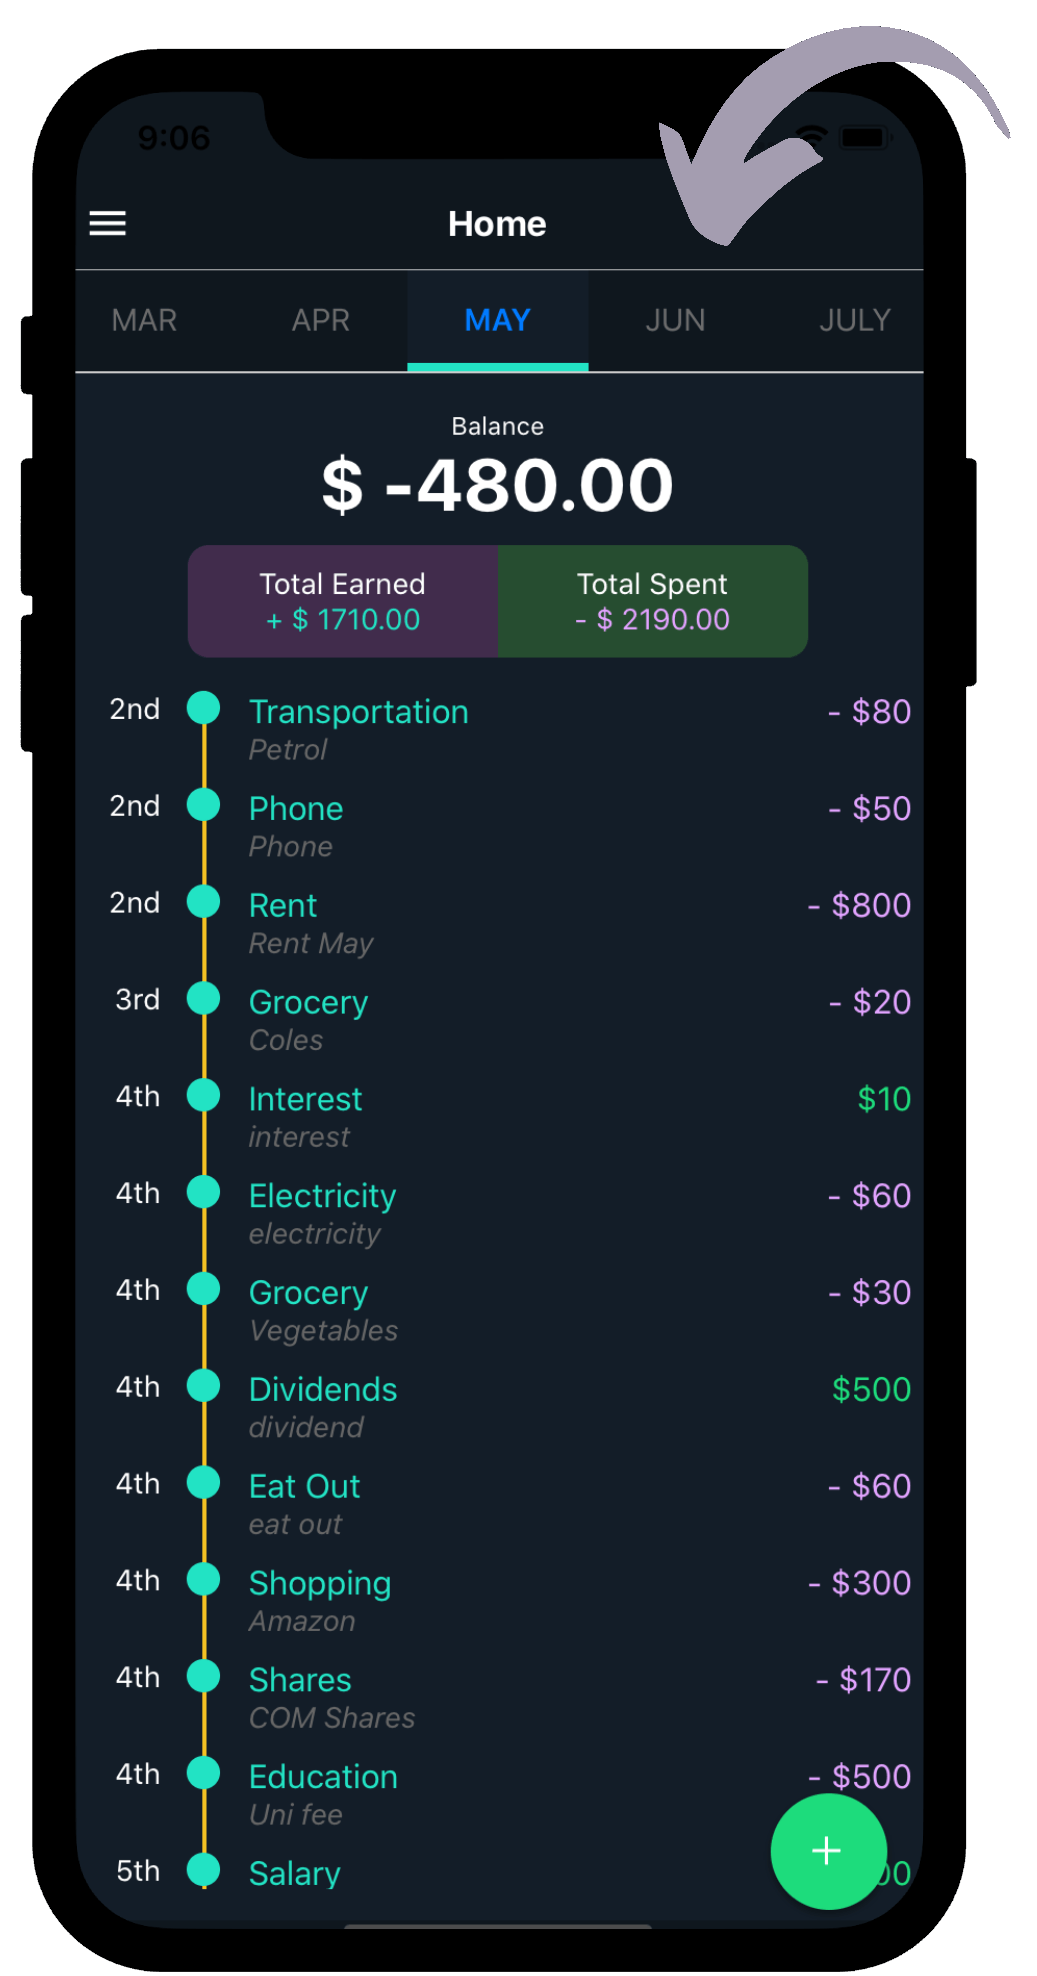 9:06
Home
MAR APR MAY JUN JULY
Balance
$ -480.00
Total Earned Total Spent
+ $ 1710.00 - $ 2190.00
2nd Transportation - $80
Petrol
2nd Phone - $50
Phone
2nd Rent - $800
Rent May
3rd Grocery - $20
Coles
4th Interest $10
interest
4th Electricity - $60
electricity
4th Grocery - $30
Vegetables
4th Dividends $500
dividend
4th Eat Out - $60
eat out
4th Shopping - $300
Amazon
4th Shares - $170
COM Shares
4th Education - $500
Uni fee
5th Salary